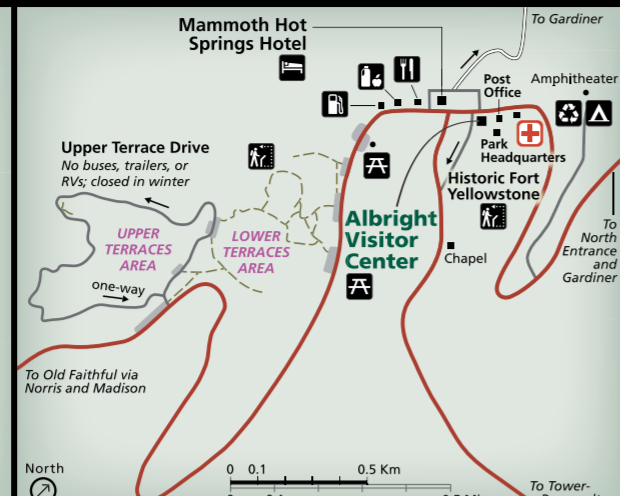 To Gardiner
Mammoth Hot
Springs Hotel
Post
Office
Amphitheater
Park
Headquarters
Upper Terrace Drive
No buses, trailers, or
RVs; closed in winter
Historic Fort
Yellowstone
UPPER
TERRACES
AREA
LOWER
TERRACES
AREA
Albright
Visitor
Center
Chapel
To
North
Entrance
and
Gardiner
one-way
To Old Faithful via
Norris and Madison
North
0 0.1 0.5 Km
To Tower-